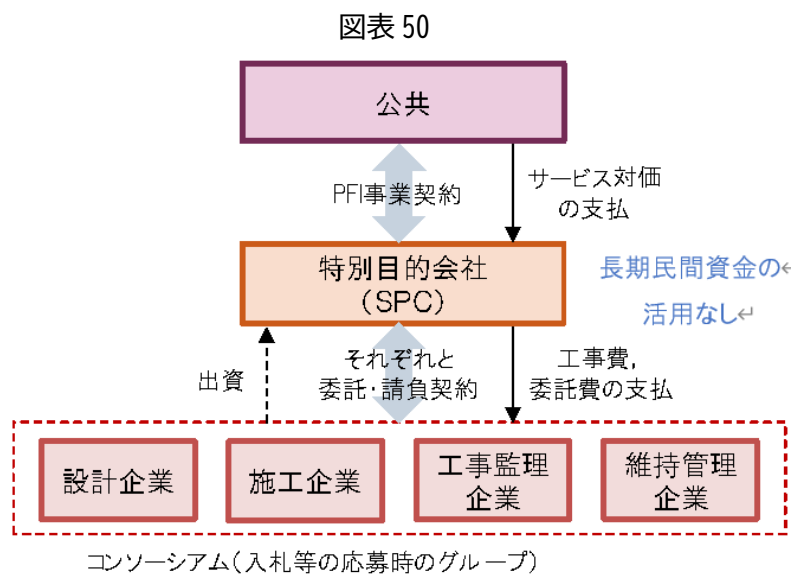 図表 50
公共
PFI事業契約
サービス対価
の支払
特別目的会社
（SPC）
長期民間資金の↵
活用なし↵
出資
それぞれと
委託・請負契約
工事費，
委託費の支払
設計企業
施工企業
工事監理
企業
維持管理
企業
コンソーシアム（入札等の応募時のグループ）